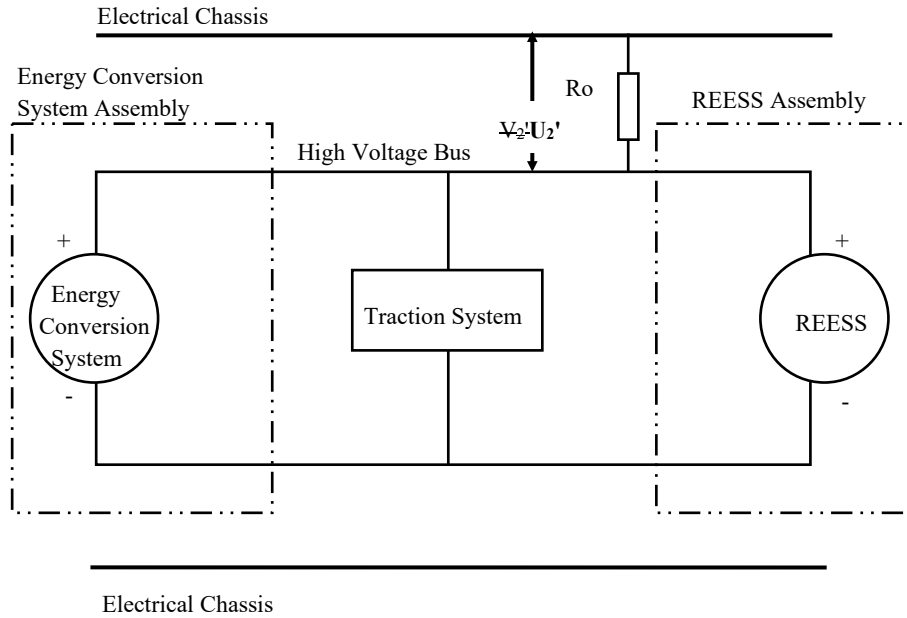 Electrical Chassis
Energy Conversion
System Assembly
Ro
REESS Assembly
V₂'U₂'
High Voltage Bus
+
+
Energy
Conversion
System
Traction System
REESS
-
-
Electrical Chassis